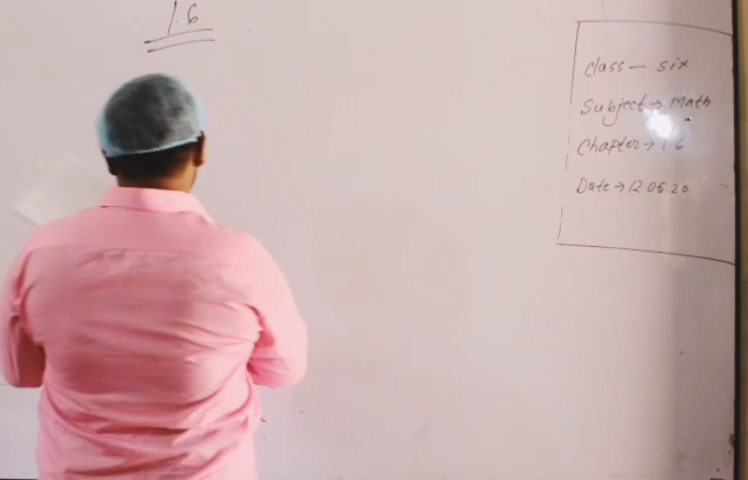 1.6
Class — six
Subject → Math
Chapter → 1.6
Date → 12.05.20